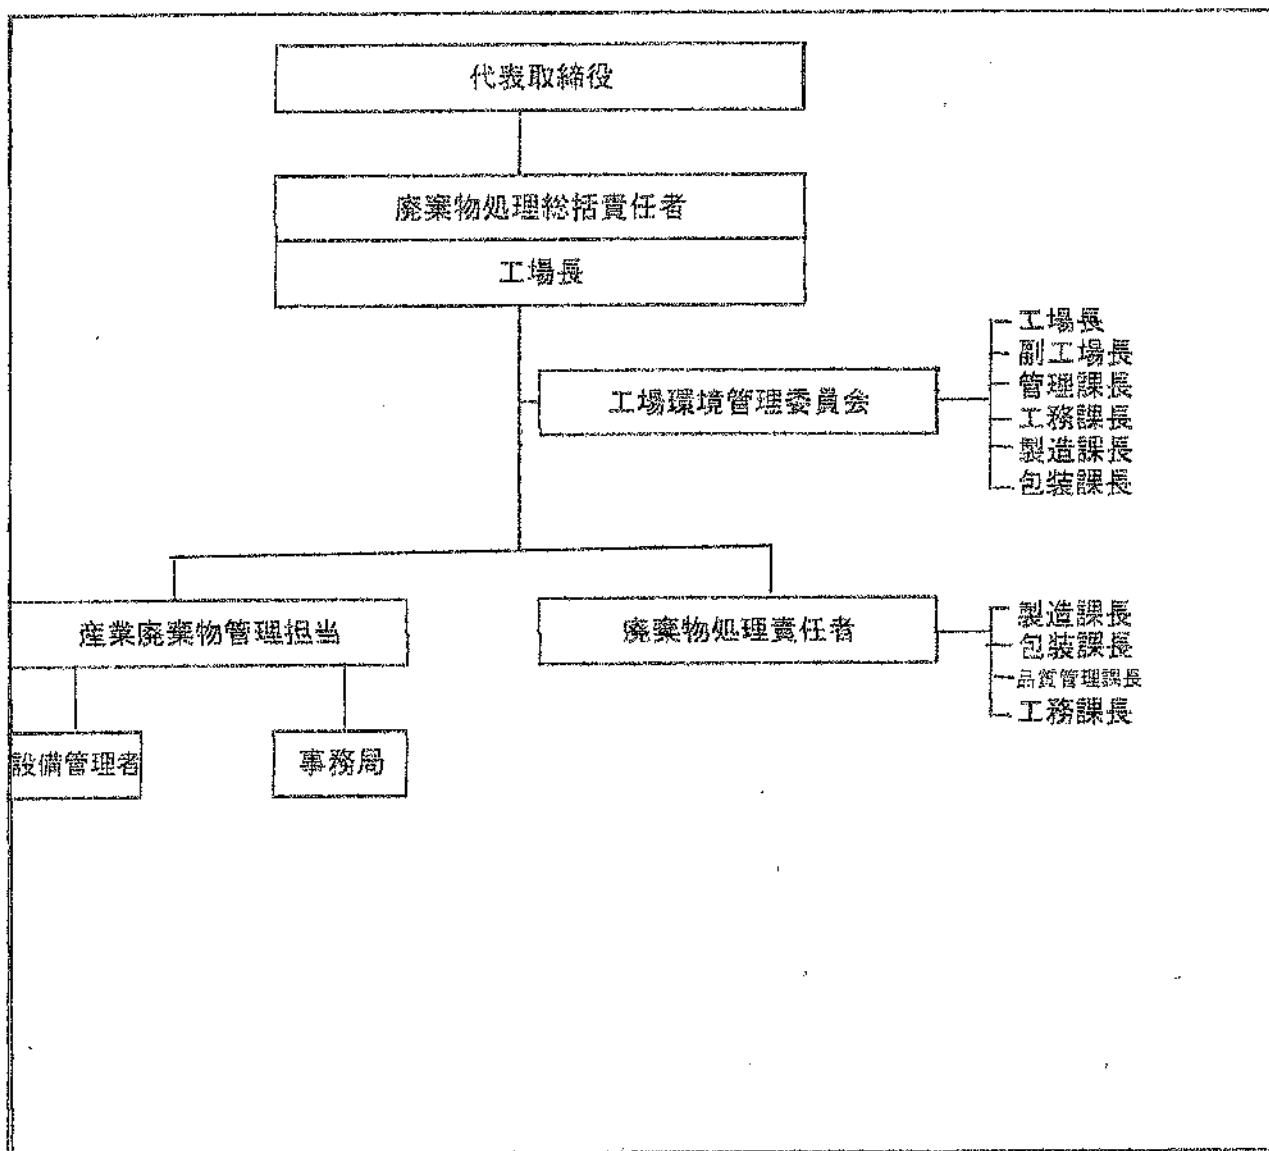 代表取締役
廃棄物処理総括責任者
工場長
工場環境管理委員会
工場長
副工場長
管理課長
工務課長
製造課長
包装課長
産業廃棄物管理担当
廃棄物処理責任者
製造課長
包装課長
品質管理課長
工務課長
設備管理者
事務局